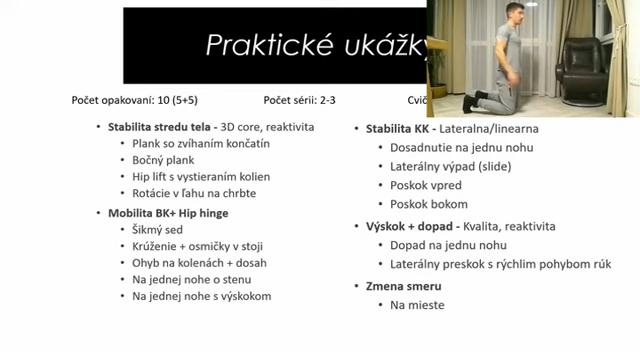 Praktické ukážky
Počet opakovaní: 10 (5+5)
Počet sérii: 2-3
Cvič
• Stabilita stredu tela - 3D core, reaktivita
• Plank so zvíhaním končatín
• Bočný plank
• Hip lift s vystieraním kolien
• Rotácie v ľahu na chrbte
• Mobilita BK+ Hip hinge
• Šikmý sed
• Krúženie + osmičky v stoji
• Ohyb na kolenách + dosah
• Na jednej nohe o stenu
• Na jednej nohe s výskokom
• Stabilita KK - Lateralna/linearna
• Dosadnutie na jednu nohu
• Laterálny výpad (slide)
• Poskok vpred
• Poskok bokom
• Výskok + dopad - Kvalita, reaktivita
• Dopad na jednu nohu
• Laterálny preskok s rýchlim pohybom rúk
• Zmena smeru
• Na mieste